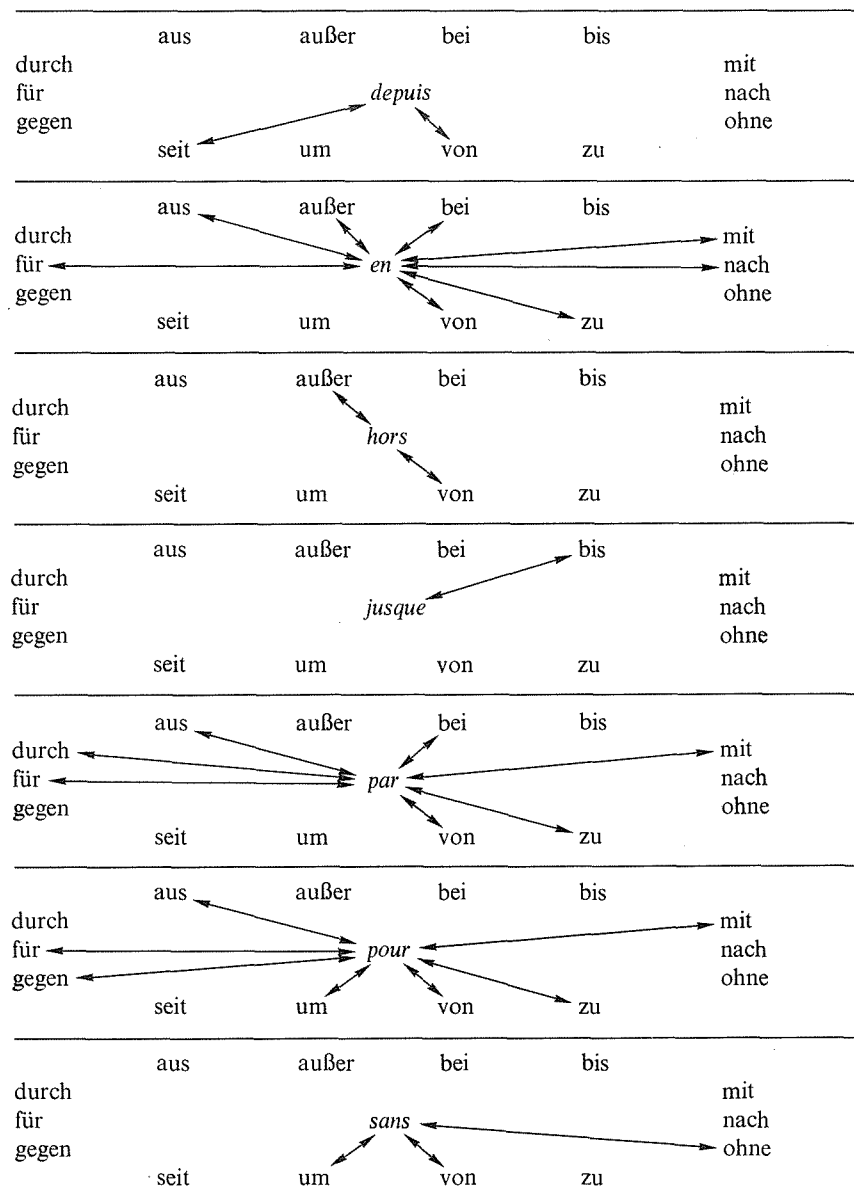 aus außer bei bis
durch mit
für depuis nach
gegen ohne
seit um von zu
aus außer bei bis
durch mit
für en nach
gegen ohne
seit um von zu
aus außer bei bis
durch mit
für hors nach
gegen ohne
seit um von zu
aus außer bei bis
durch mit
für jusque nach
gegen ohne
seit um von zu
aus außer bei bis
durch mit
für par nach
gegen ohne
seit um von zu
aus außer bei bis
durch mit
für pour nach
gegen ohne
seit um von zu
aus außer bei bis
durch mit
für sans nach
gegen ohne
seit um von zu